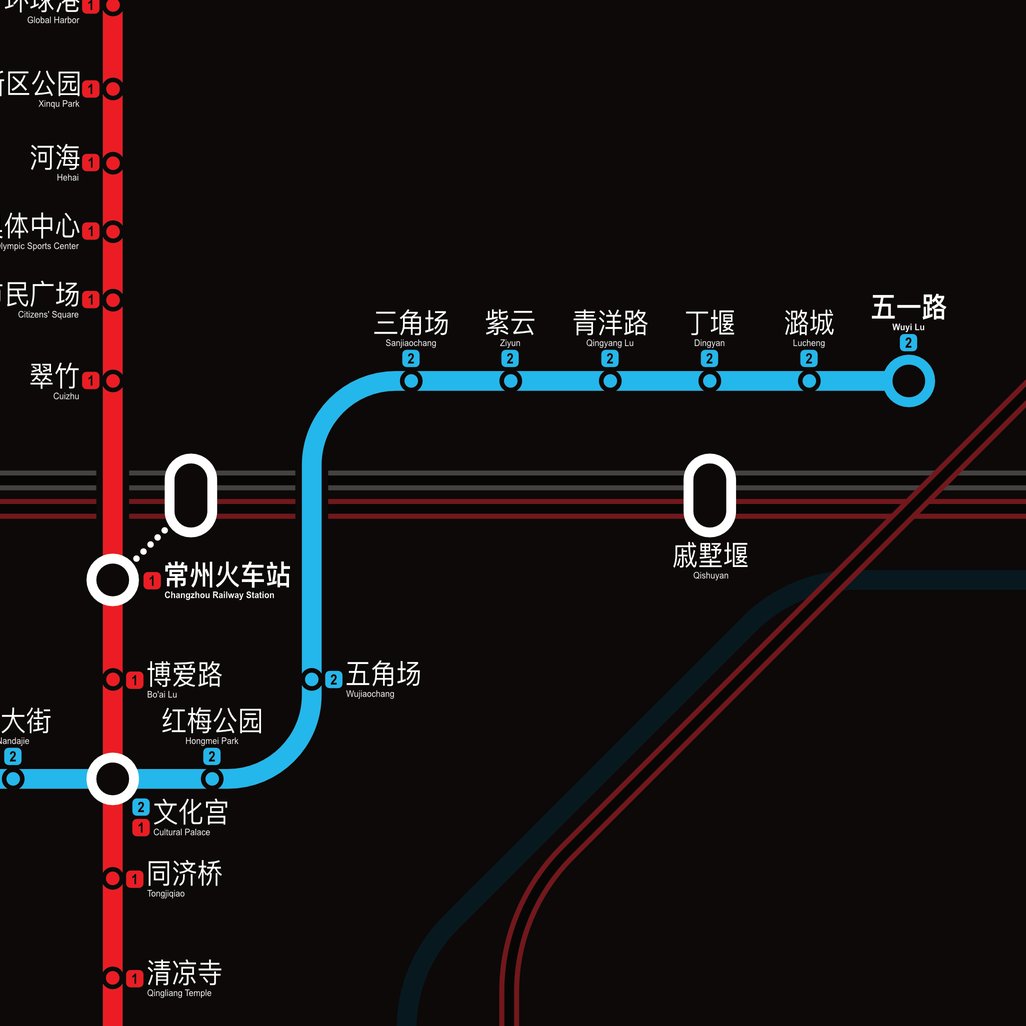 环球港
1
Global Harbor
新区公园
1
Xinqu Park
河海
1
Hehai
体中心
1
Olympic Sports Center
市民广场
1
Citizens' Square
翠竹
1
Cuizhu
三角场
Sanjiaochang
2
紫云
Ziyun
2
青洋路
Qingyang Lu
2
丁堰
Dingyan
2
潞城
Lucheng
2
五一路
Wuyi Lu
2
戚墅堰
Qishuyan
1
常州火车站
Changzhou Railway Station
1
博爱路
Bo'ai Lu
2
五角场
Wujiaochang
大街
Nandajie
2
红梅公园
Hongmei Park
2
2
1
文化宫
Cultural Palace
1
同济桥
Tongjiqiao
1
清凉寺
Qingliang Temple